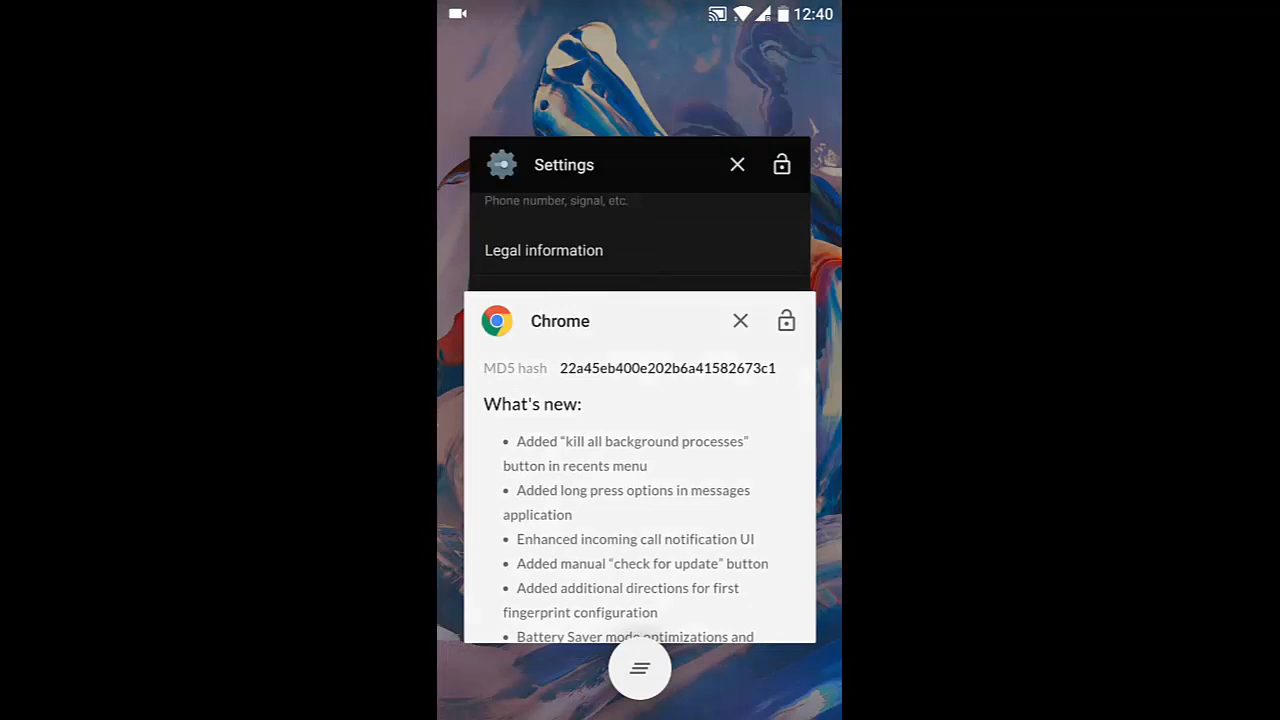 12:40
Settings
Phone number, signal, etc.
Legal information
Chrome
MD5 hash 22a45eb400e202b6a41582673c1
What's new:
• Added “kill all background processes”
button in recents menu
• Added long press options in messages
application
• Enhanced incoming call notification UI
• Added manual “check for update” button
• Added additional directions for first
fingerprint configuration
• Battery Saver mode optimizations and